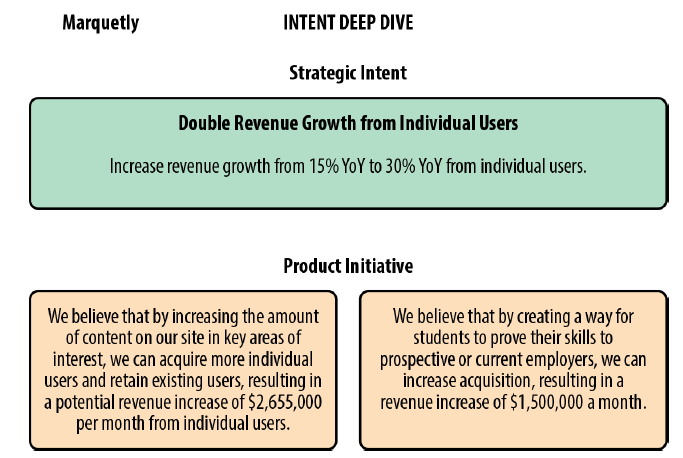 Marquetly
INTENT DEEP DIVE
Strategic Intent
Double Revenue Growth from Individual Users
Increase revenue growth from 15% YoY to 30% YoY from individual users.
Product Initiative
We believe that by increasing the amount
of content on our site in key areas of
interest, we can acquire more individual
users and retain existing users, resulting in
a potential revenue increase of $2,655,000
per month from individual users.
We believe that by creating a way for
students to prove their skills to
prospective or current employers, we can
increase acquisition, resulting in a
revenue increase of $1,500,000 a month.